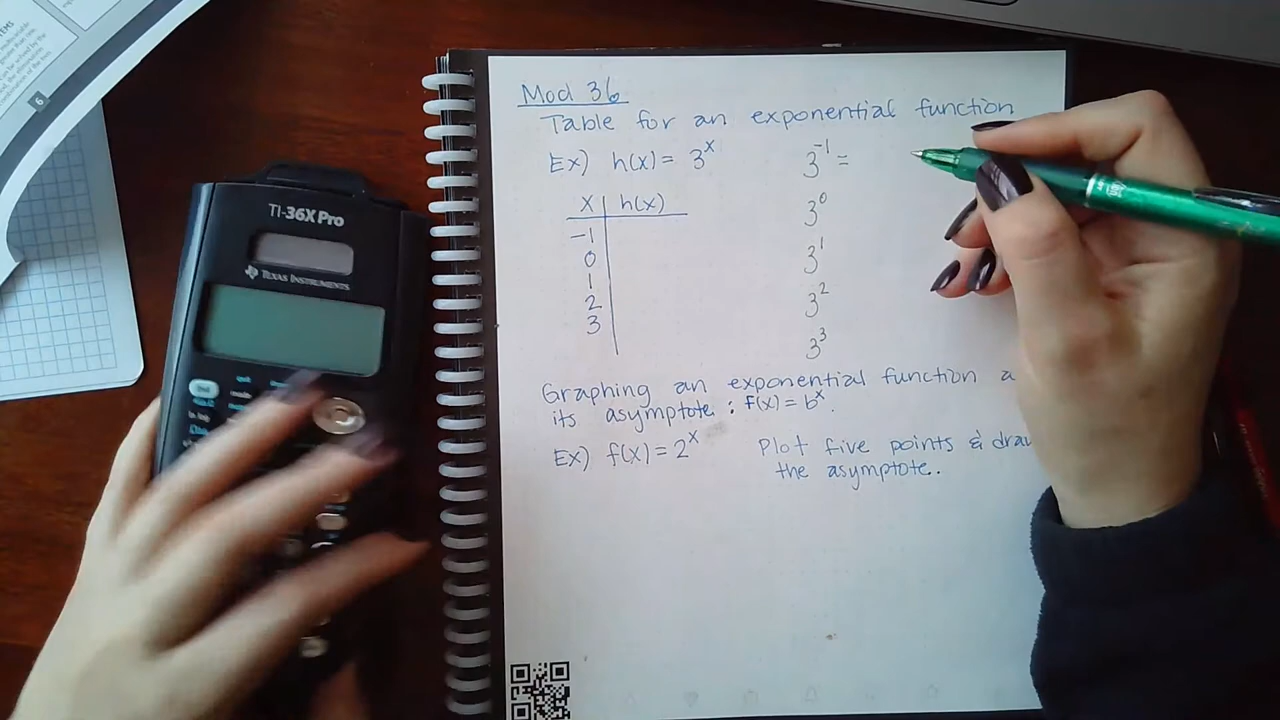 Mod 36
Table for an exponential function
Ex) h(x) = 3^x
3^-1 =
x h(x)
3^0
-1
0
3^1
1
2
3^2
3
3^3
Graphing an exponential function a
its asymptote : f(x) = b^x.
Ex) f(x) = 2^x
Plot five points & draw
the asymptote.
TI-36X Pro
TEXAS INSTRUMENTS
6